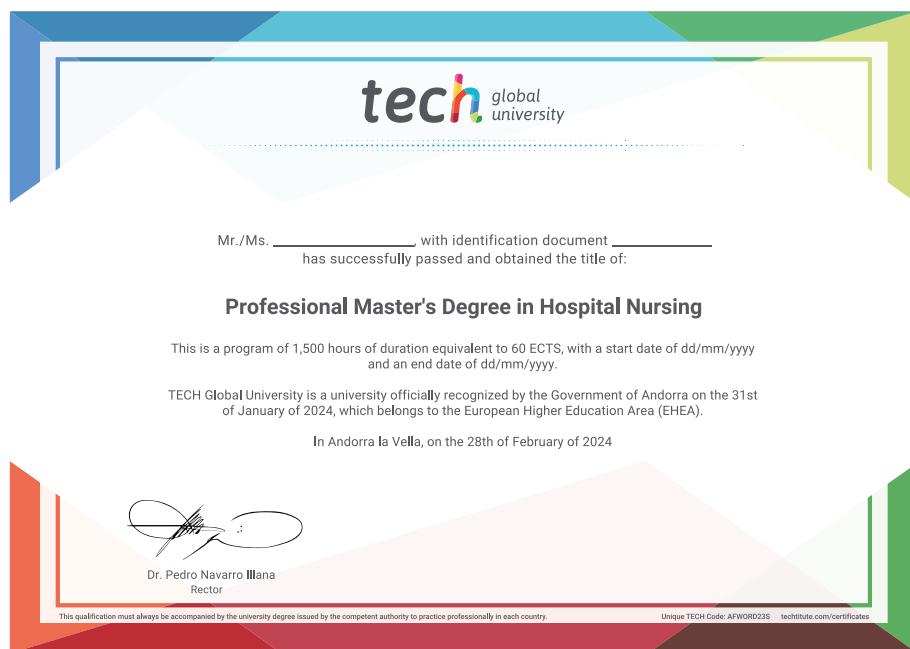 tech global
university
Mr./Ms. ________________, with identification document ____________
has successfully passed and obtained the title of:
Professional Master's Degree in Hospital Nursing
This is a program of 1,500 hours of duration equivalent to 60 ECTS, with a start date of dd/mm/yyyy
and an end date of dd/mm/yyyy.
TECH Global University is a university officially recognized by the Government of Andorra on the 31st
of January of 2024, which belongs to the European Higher Education Area (EHEA).
In Andorra la Vella, on the 28th of February of 2024
Dr. Pedro Navarro Illana
Rector
This qualification must always be accompanied by the university degree issued by the competent authority to practice professionally in each country. Unique TECH Code: AFWORD23S techtitute.com/certificates